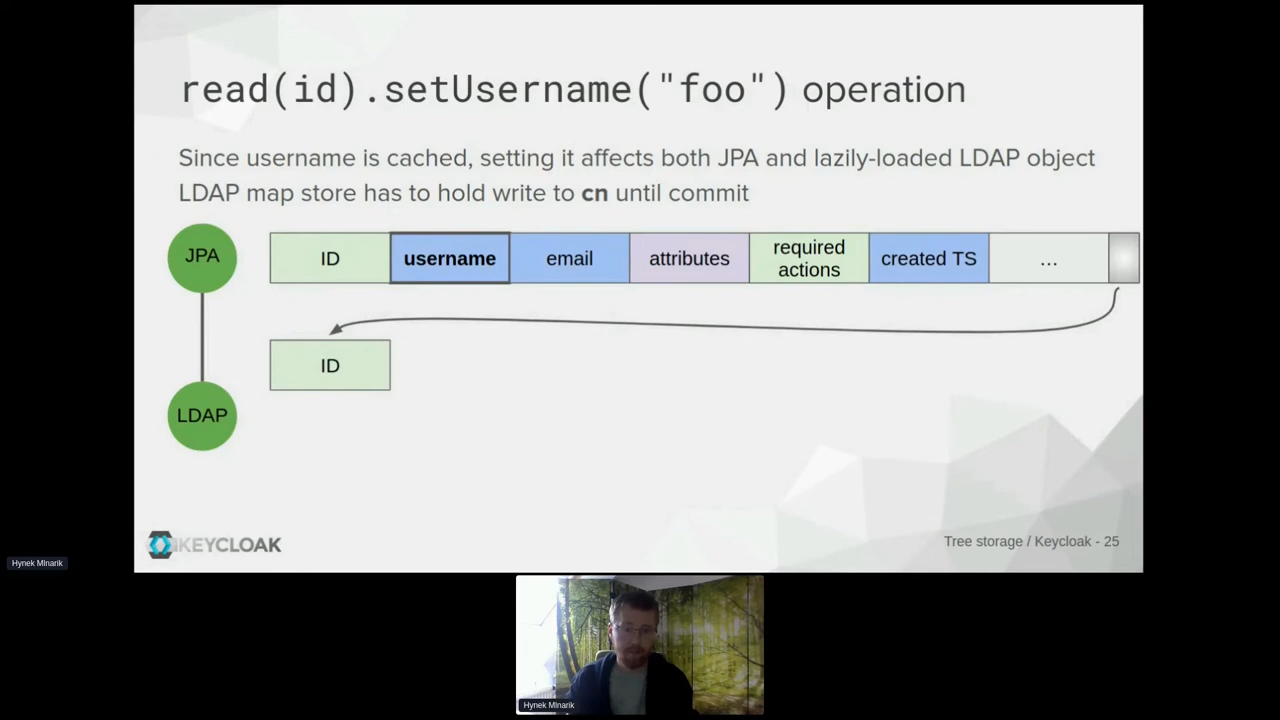 read(id).setUsername("foo") operation
Since username is cached, setting it affects both JPA and lazily-loaded LDAP object
LDAP map store has to hold write to cn until commit
JPA
ID
username
email
attributes
required
actions
created TS
...
ID
LDAP
KEYCLOAK
Tree storage / Keycloak - 25
Hynek Mlnarik
Hynek Mlnarik